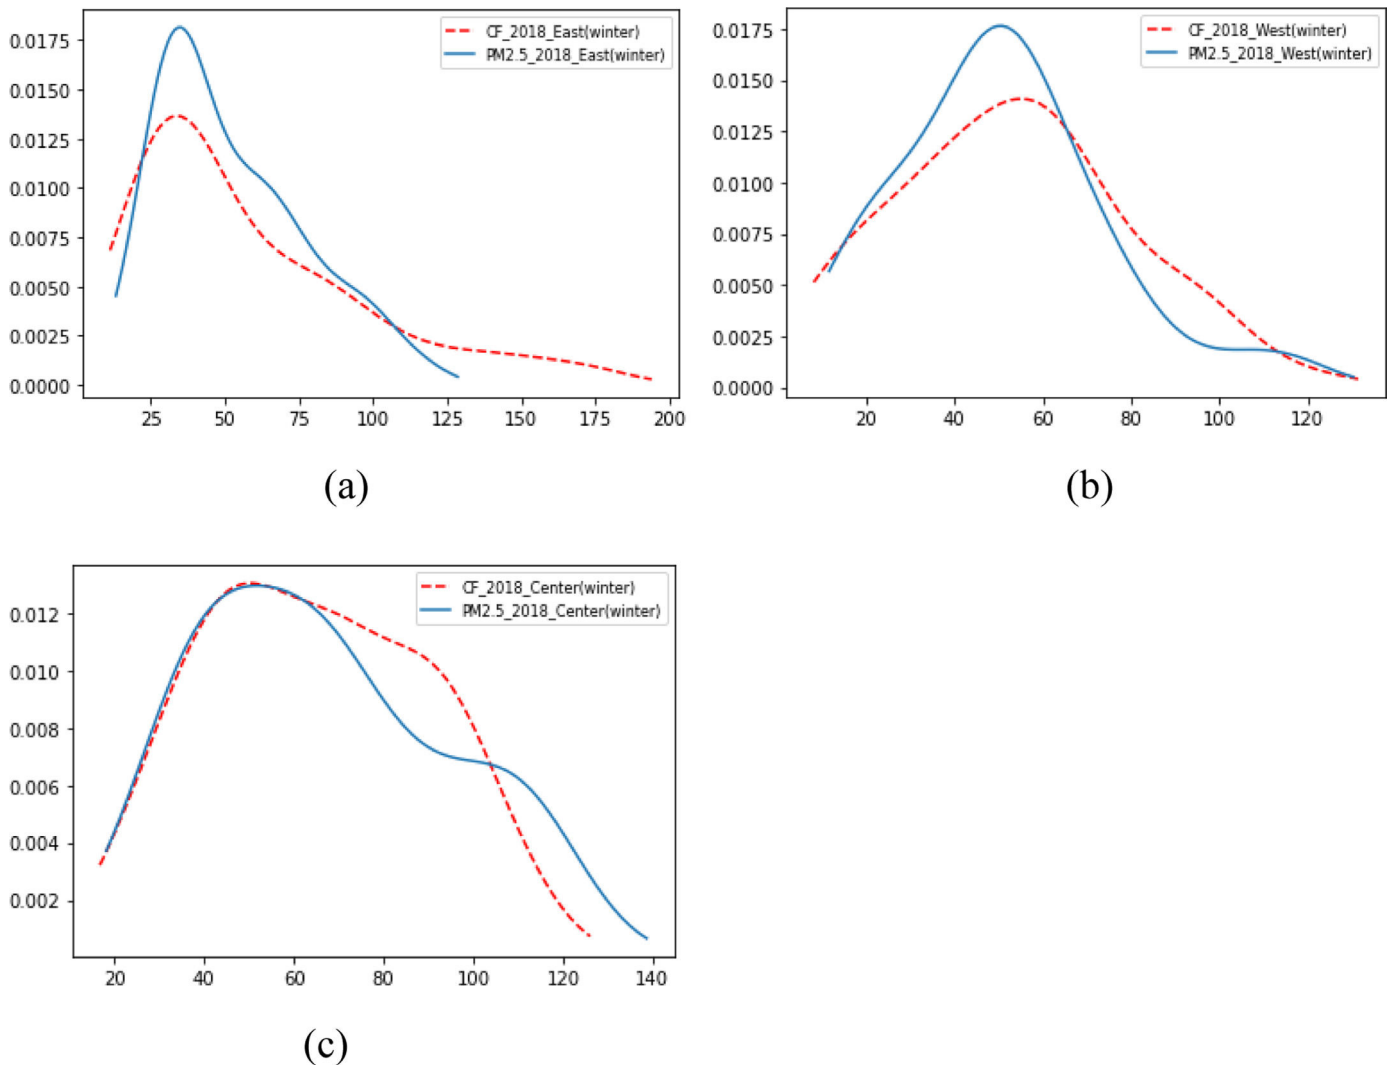 CF_2018_East(winter)
PM2.5_2018_East(winter)
0.0175
0.0150
0.0125
0.0100
0.0075
0.0050
0.0025
0.0000
25 50 75 100 125 150 175 200
(a)
CF_2018_West(winter)
PM2.5_2018_West(winter)
0.0175
0.0150
0.0125
0.0100
0.0075
0.0050
0.0025
0.0000
20 40 60 80 100 120
(b)
CF_2018_Center(winter)
PM2.5_2018_Center(winter)
0.012
0.010
0.008
0.006
0.004
0.002
20 40 60 80 100 120 140
(c)